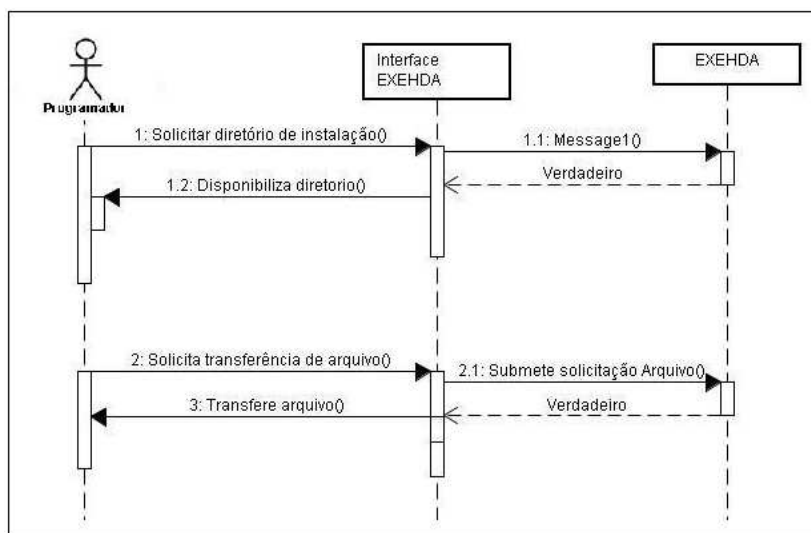 Interface
EXEHDA
EXEHDA
Programador
1: Solicitar diretório de instalação()
1.1: Message1()
Verdadeiro
1.2: Disponibiliza diretorio()
2: Solicita transferência de arquivo()
2.1: Submete solicitação Arquivo()
3: Transfere arquivo()
Verdadeiro